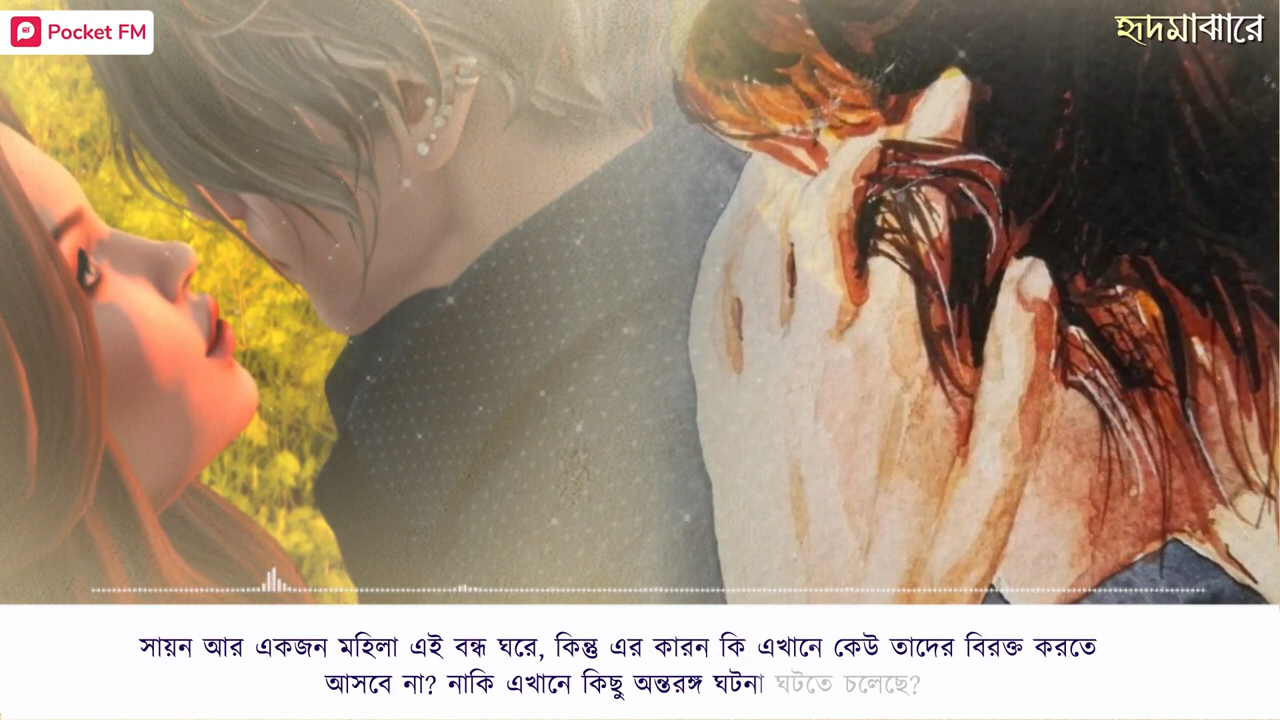 Pocket FM
হৃদমাঝারে
সায়ন আর একজন মহিলা এই বন্ধ ঘরে, কিন্তু এর কারন কি এখানে কেউ তাদের বিরক্ত করতে
আসবে না? নাকি এখানে কিছু অন্তরঙ্গ ঘটনা ঘটতে চলেছে?